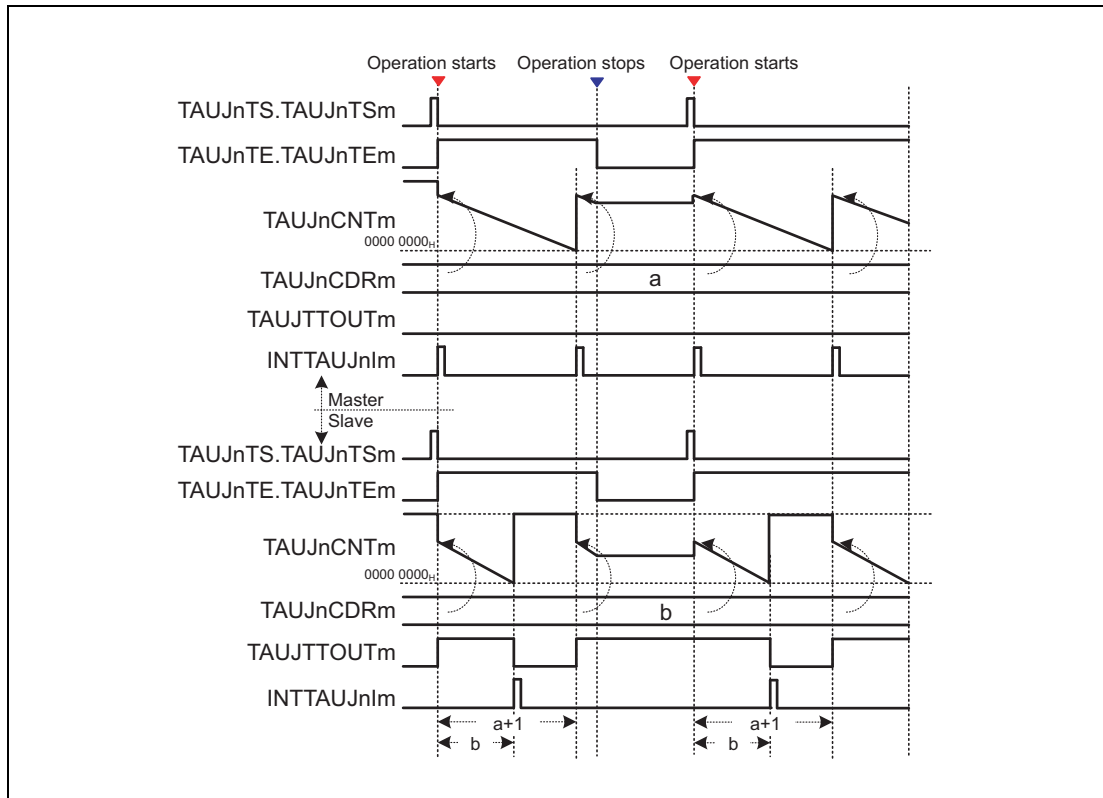 Operation starts Operation stops Operation starts
TAUJnTS.TAUJnTSm
TAUJnTE.TAUJnTEm
TAUJnCNTm
0000 0000H
TAUJnCDRm
a
TAUJTTOUTm
INTTAUJnIm
Master
Slave
TAUJnTS.TAUJnTSm
TAUJnTE.TAUJnTEm
TAUJnCNTm
0000 0000H
TAUJnCDRm
b
TAUJTTOUTm
INTTAUJnIm
a+1 a+1
b b